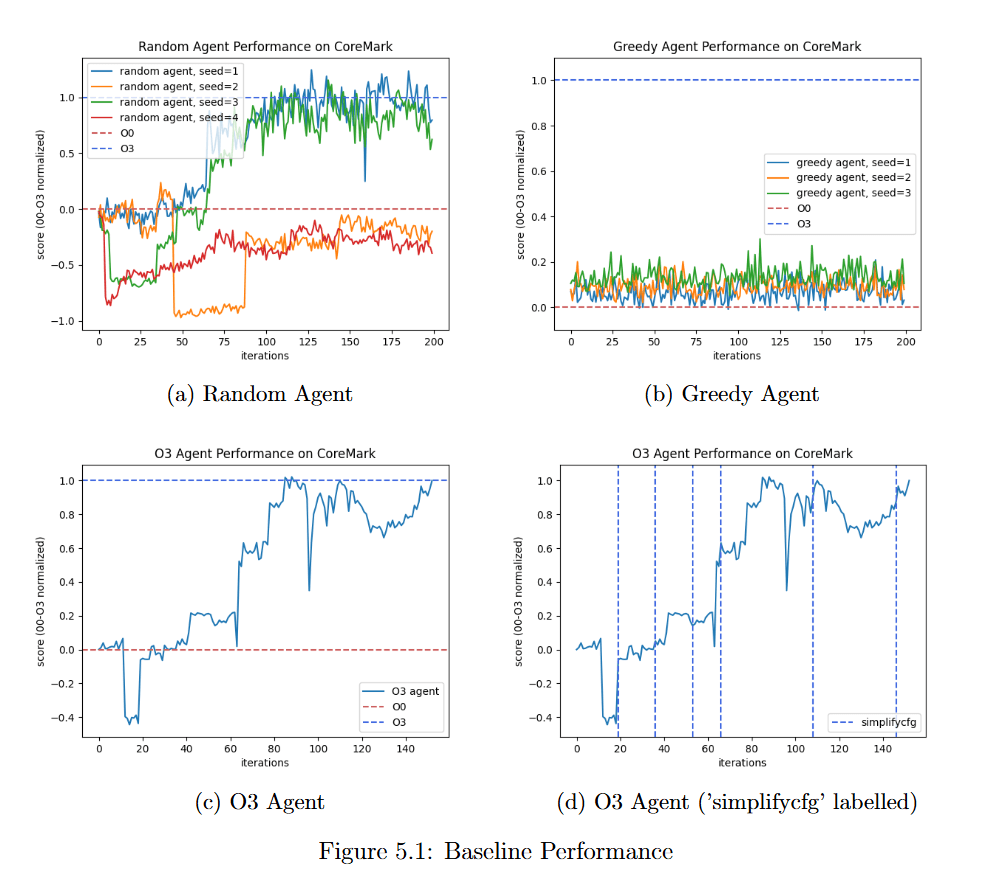 Random Agent Performance on CoreMark
score (00-O3 normalized)
1.0
0.5
0.0
−0.5
−1.0
random agent, seed=1
random agent, seed=2
random agent, seed=3
random agent, seed=4
O0
O3
0 25 50 75 100 125 150 175 200
iterations
(a) Random Agent
Greedy Agent Performance on CoreMark
score (00-O3 normalized)
1.0
0.8
0.6
0.4
0.2
0.0
greedy agent, seed=1
greedy agent, seed=2
greedy agent, seed=3
O0
O3
0 25 50 75 100 125 150 175 200
iterations
(b) Greedy Agent
O3 Agent Performance on CoreMark
score (00-O3 normalized)
1.0
0.8
0.6
0.4
0.2
0.0
−0.2
−0.4
O3 agent
O0
O3
0 20 40 60 80 100 120 140
iterations
(c) O3 Agent
O3 Agent Performance on CoreMark
score (00-O3 normalized)
1.0
0.8
0.6
0.4
0.2
0.0
−0.2
−0.4
simplifycfg
0 20 40 60 80 100 120 140
iterations
(d) O3 Agent (’simplifycfg’ labelled)
Figure 5.1: Baseline Performance